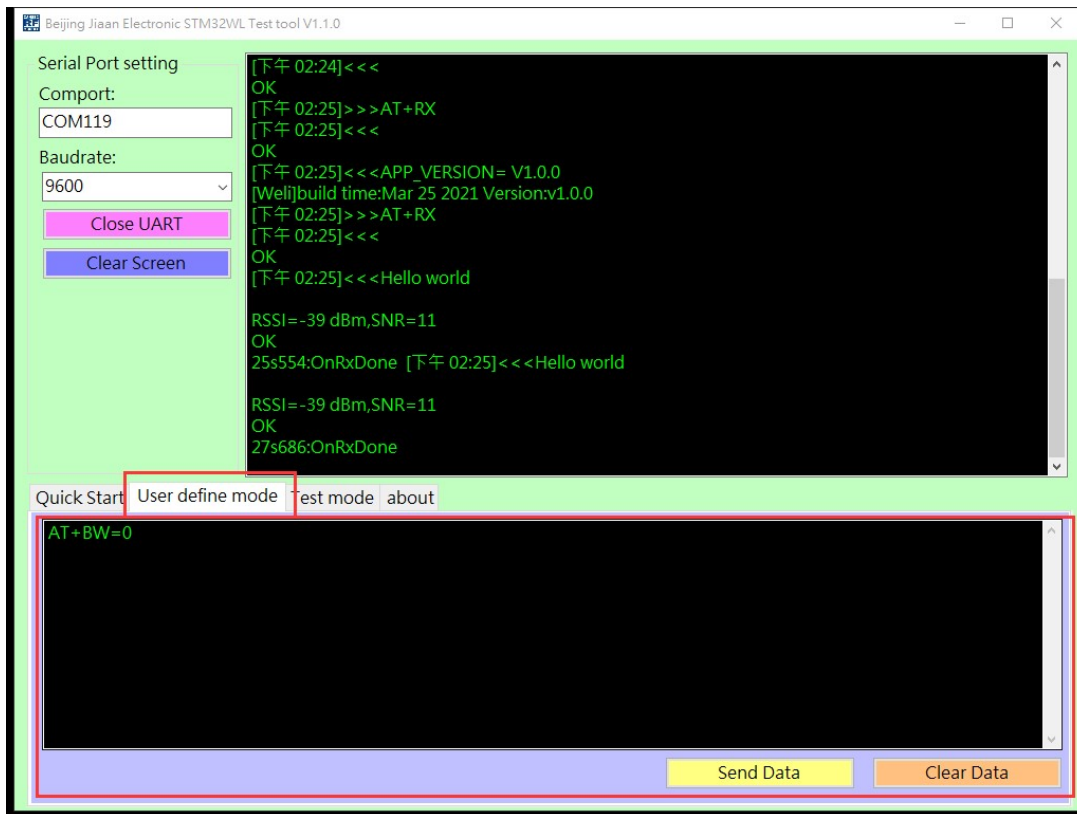 Beijing Jiaan Electronic STM32WL Test tool V1.1.0
Serial Port setting
Comport:
COM119
Baudrate:
9600
Close UART
Clear Screen
[下午 02:24]<<<
OK
[下午 02:25]>>>AT+RX
[下午 02:25]<<<
OK
[下午 02:25]<<<APP_VERSION= V1.0.0
[Weli]build time:Mar 25 2021 Version:v1.0.0
[下午 02:25]>>>AT+RX
[下午 02:25]<<<
OK
[下午 02:25]<<<Hello world
RSSI=-39 dBm,SNR=11
OK
25s554:OnRxDone [下午 02:25]<<<Hello world
RSSI=-39 dBm,SNR=11
OK
27s686:OnRxDone
Quick Start User define mode Test mode about
AT+BW=0
Send Data Clear Data